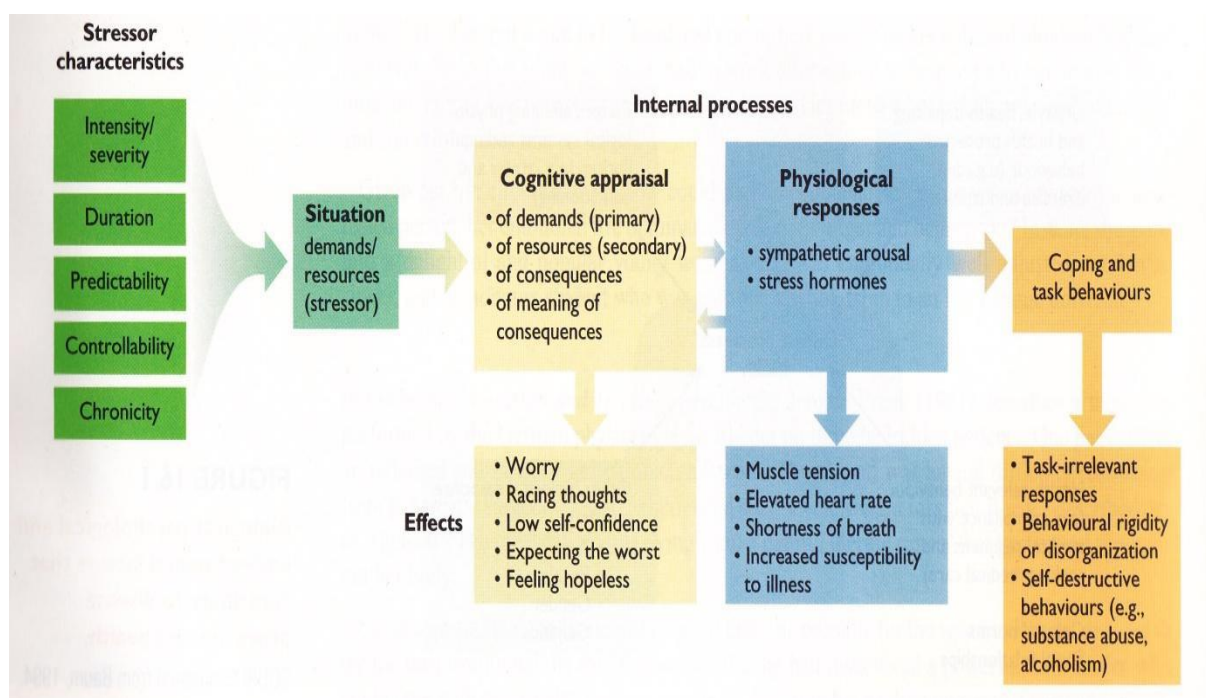 Stressor
characteristics
Intensity/
severity
Duration
Predictability
Controllability
Chronicity
Situation
demands/
resources
(stressor)
Internal processes
Cognitive appraisal
• of demands (primary)
• of resources (secondary)
• of consequences
• of meaning of
consequences
Physiological
responses
• sympathetic arousal
• stress hormones
Coping and
task behaviours
Effects
• Worry
• Racing thoughts
• Low self-confidence
• Expecting the worst
• Feeling hopeless
• Muscle tension
• Elevated heart rate
• Shortness of breath
• Increased susceptibility
to illness
• Task-irrelevant
responses
• Behavioural rigidity
or disorganization
• Self-destructive
behaviours (e.g.,
substance abuse,
alcoholism)